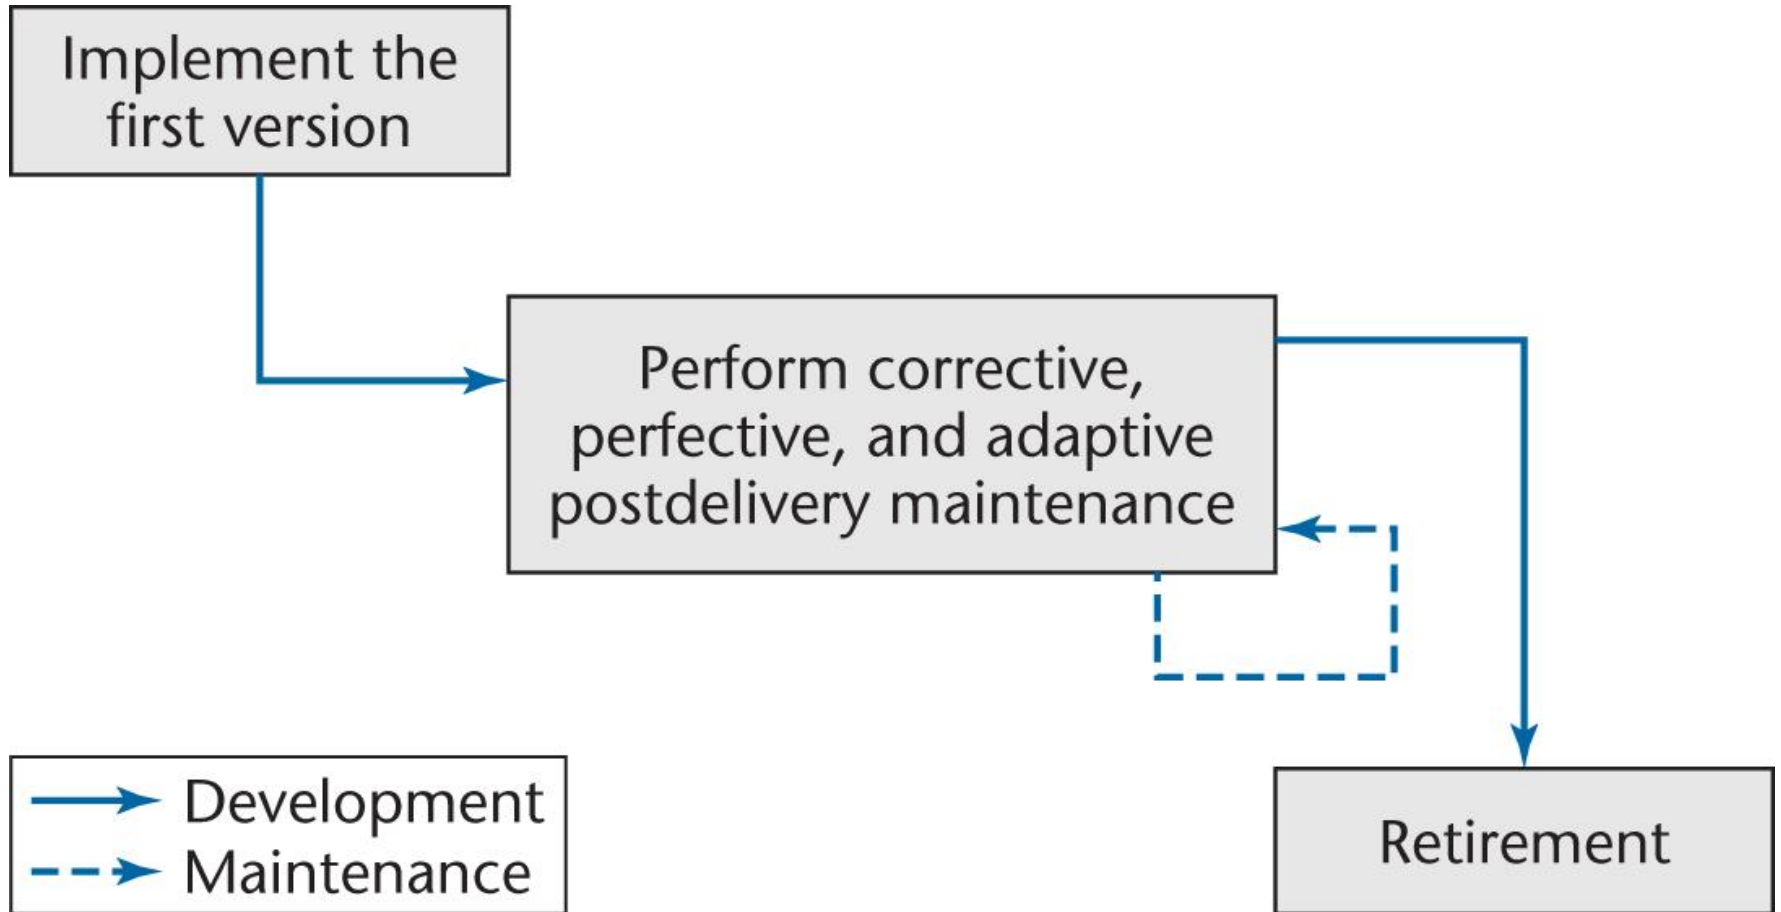 Implement the
first version
Perform corrective,
perfective, and adaptive
postdelivery maintenance
Development
Maintenance
Retirement